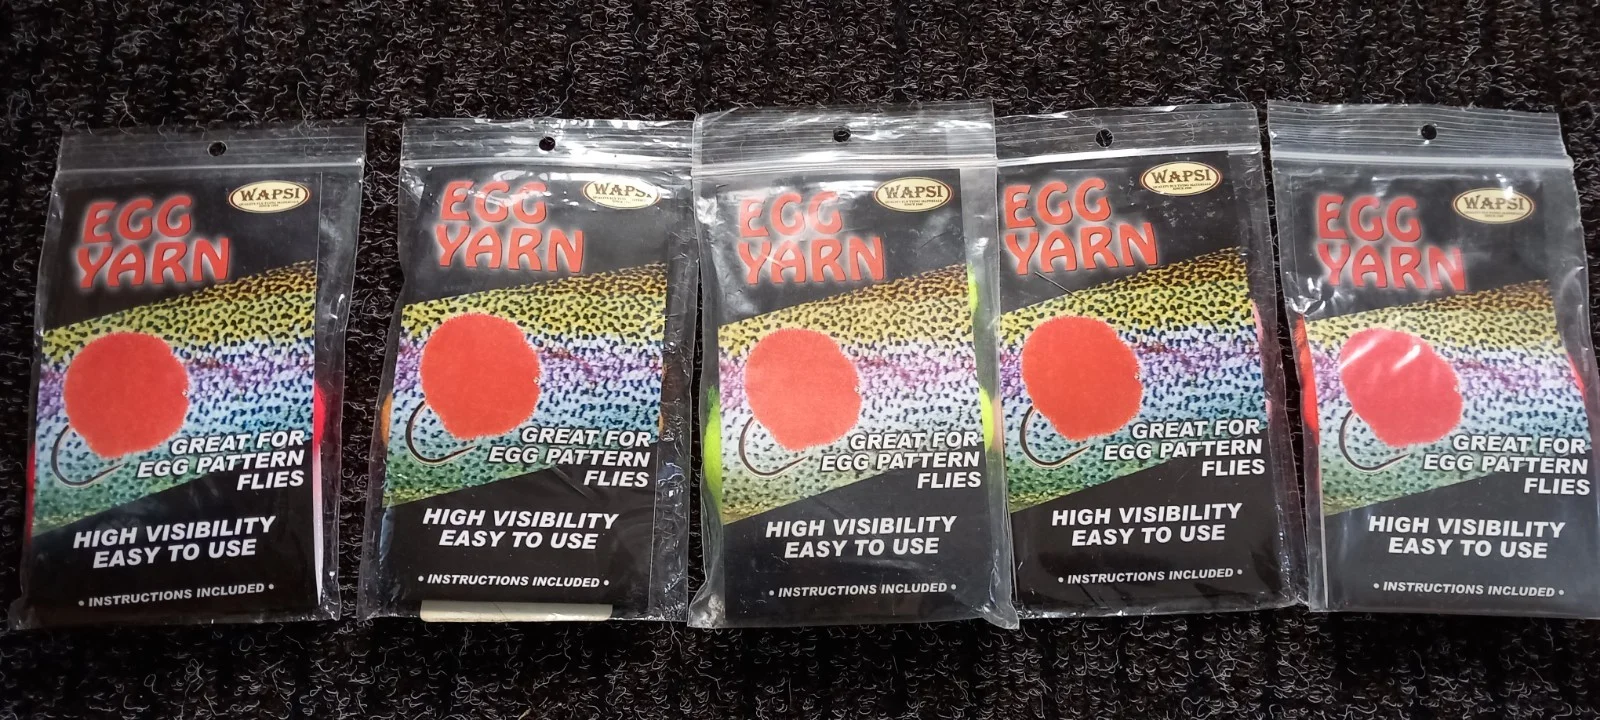 WAPSI
EGG
YARN
GREAT FOR
EGG PATTERN
FLIES
HIGH VISIBILITY
EASY TO USE
• INSTRUCTIONS INCLUDED •
WAPSI
EGG
YARN
GREAT FOR
EGG PATTERN
FLIES
HIGH VISIBILITY
EASY TO USE
• INSTRUCTIONS INCLUDED •
WAPSI
EGG
YARN
GREAT FOR
EGG PATTERN
FLIES
HIGH VISIBILITY
EASY TO USE
• INSTRUCTIONS INCLUDED •
WAPSI
EGG
YARN
GREAT FOR
EGG PATTERN
FLIES
HIGH VISIBILITY
EASY TO USE
• INSTRUCTIONS INCLUDED •
WAPSI
EGG
YARN
GREAT FOR
EGG PATTERN
FLIES
HIGH VISIBILITY
EASY TO USE
• INSTRUCTIONS INCLUDED •